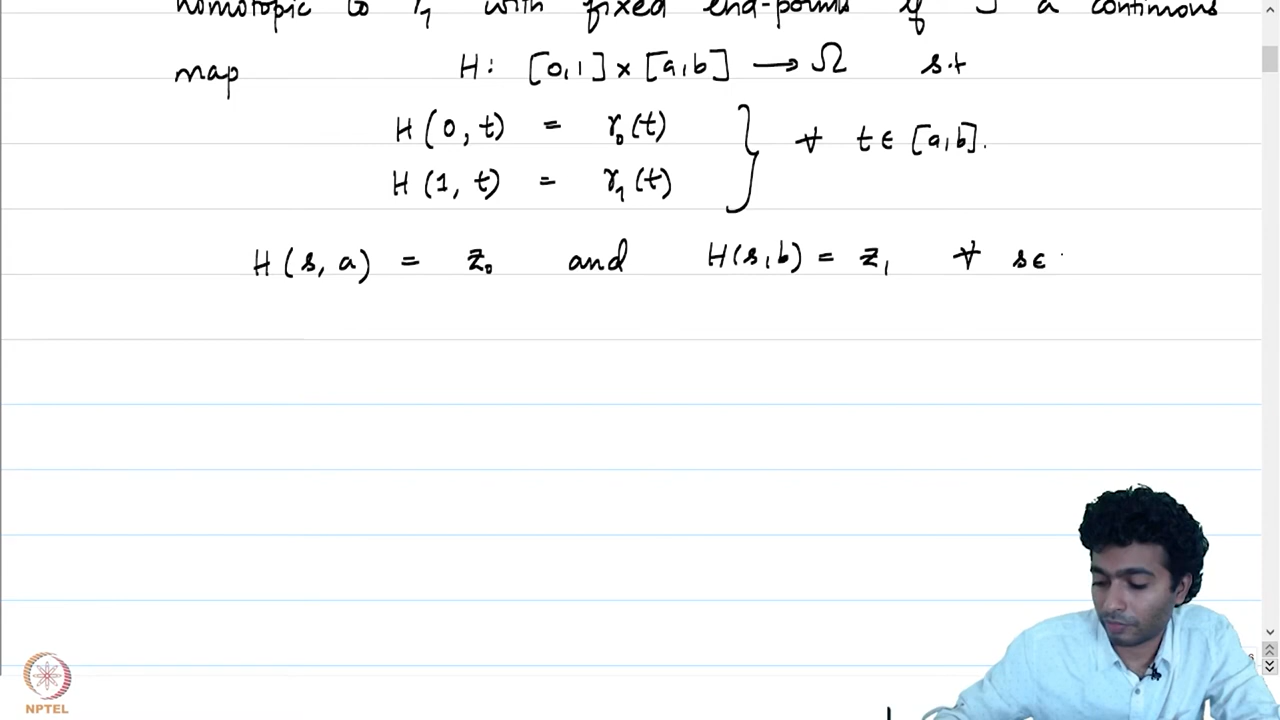 homotopic to γ₁ with fixed end-points if ∃ a continous
map H: [0,1] × [a,b] → Ω s.t
H(0,t) = γ₀(t)
H(1,t) = γ₁(t) } ∀ t ∈ [a,b].
H(s,a) = z₀ and H(s,b) = z₁ ∀ s ∈
NPTEL